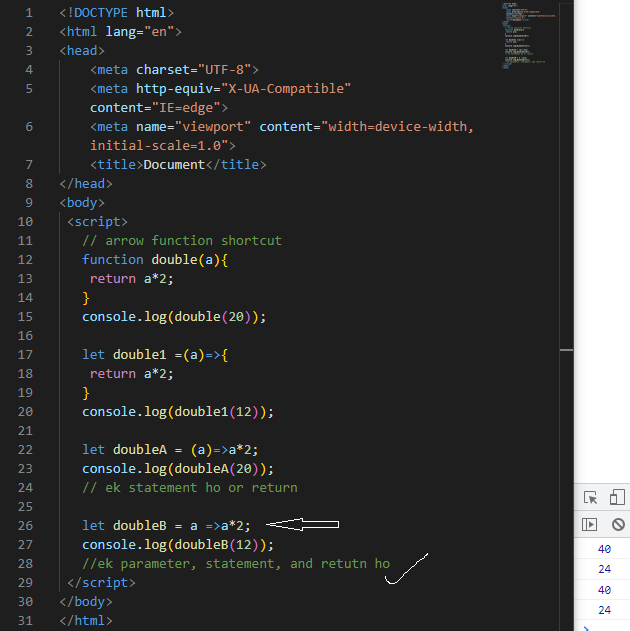 1 <!DOCTYPE html>
2 <html lang="en">
3 <head>
4 <meta charset="UTF-8">
5 <meta http-equiv="X-UA-Compatible"
content="IE=edge">
6 <meta name="viewport" content="width=device-width,
initial-scale=1.0">
7 <title>Document</title>
8 </head>
9 <body>
10 <script>
11 // arrow function shortcut
12 function double(a){
13 return a*2;
14 }
15 console.log(double(20));
16
17 let double1 =(a)=>{
18 return a*2;
19 }
20 console.log(double1(12));
21
22 let doubleA = (a)=>a*2;
23 console.log(doubleA(20));
24 // ek statement ho or return
25
26 let doubleB = a =>a*2;
27 console.log(doubleB(12));
28 //ek parameter, statement, and retutn ho
29 </script>
30 </body>
31 </html>
40
24
40
24